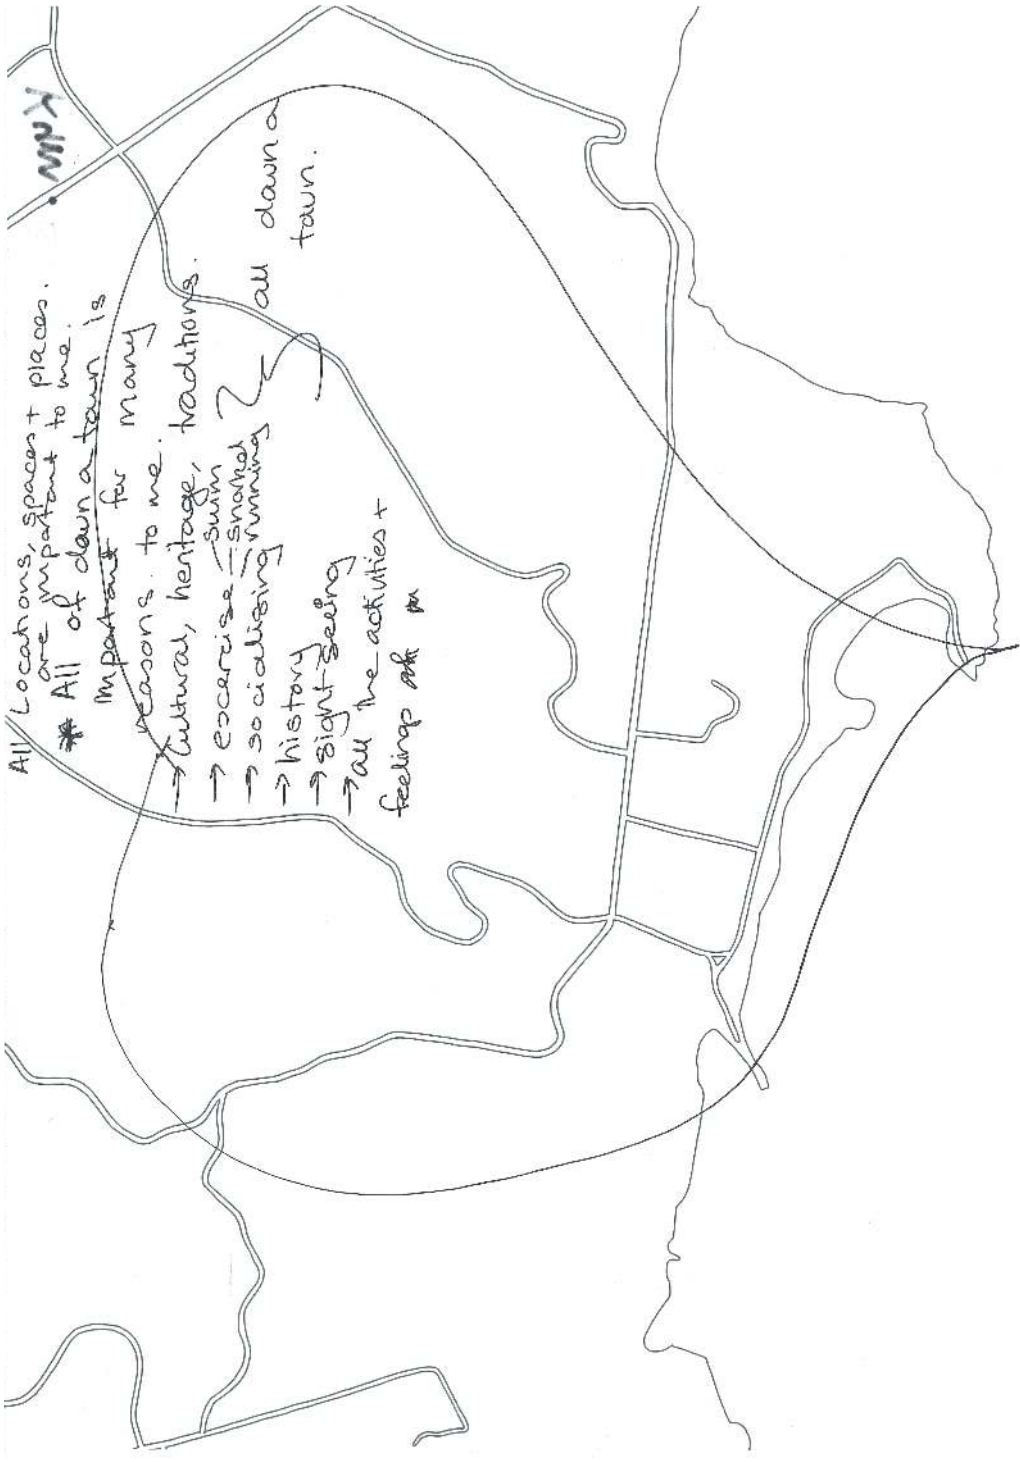 All Locations, spaces + places.
are important to me.
* All of down a town is
important for many
reasons to me.
→ Cultural, heritage, traditions.
→ excercise - swim
- snorkel
→ socialising - running
all down a
town.
→ history
→ sight seeing
→ all the activities +
feelings